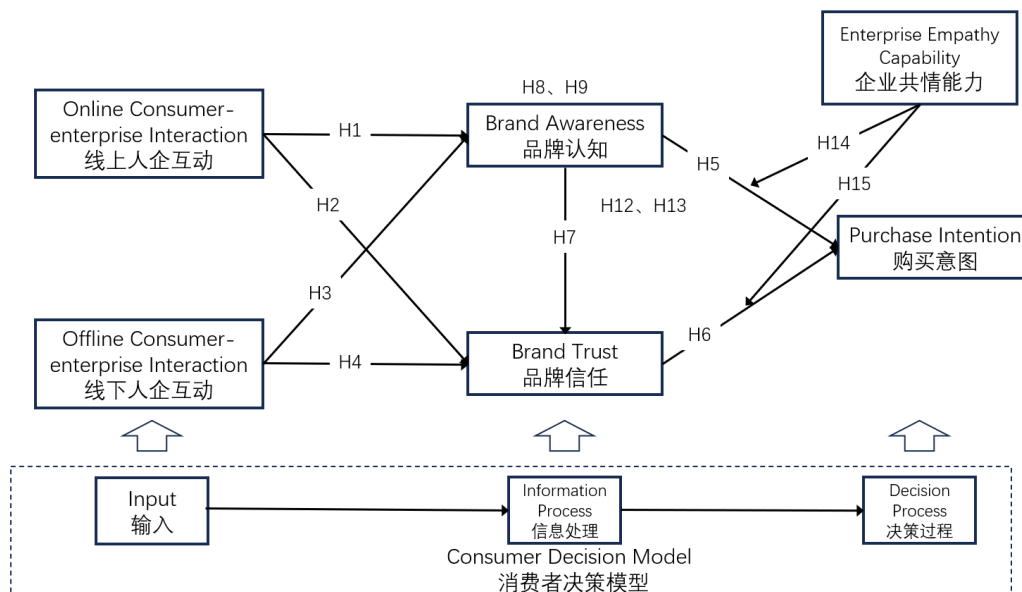 Enterprise Empathy
Capability
企业共情能力
H8、H9
Online Consumer-
enterprise Interaction
线上人企互动
H1
Brand Awareness
品牌认知
H14
H5
H15
H2
H12、H13
H7
Purchase Intention
购买意图
H3
Offline Consumer-
enterprise Interaction
线下人企互动
H4
Brand Trust
品牌信任
H6
Input
输入
Information
Process
信息处理
Decision
Process
决策过程
Consumer Decision Model
消费者决策模型